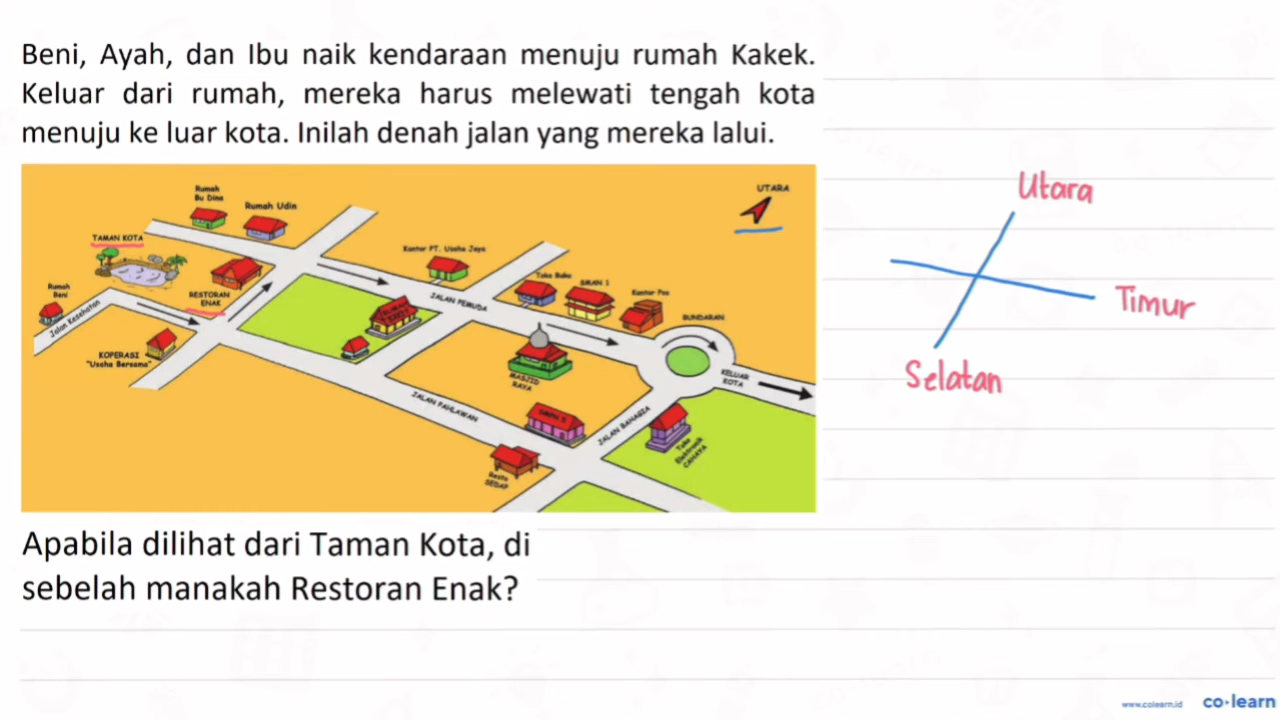 Beni, Ayah, dan Ibu naik kendaraan menuju rumah Kakek.
Keluar dari rumah, mereka harus melewati tengah kota
menuju ke luar kota. Inilah denah jalan yang mereka lalui.
Rumah
Bu Dina
Rumah Udin
UTARA
TAMAN KOTA
Kantor PT. Usaha Jaya
Rumah
Beni
RESTORAN
ENAK
Jalan Kesehatan
JALAN PEMUDA
Toko Buku
SMAN 1
Kantor Pos
BUNDARAN
KOPERASI
"Usaha Bersama"
MASJID
RAYA
KELUAR
KOTA
JALAN PAHLAWAN
JALAN BAHAGIA
Toko
Elektronik
CAHAYA
SEDAP
Utara
Timur
Selatan
Apabila dilihat dari Taman Kota, di
sebelah manakah Restoran Enak?
www.colearn.id
co·learn